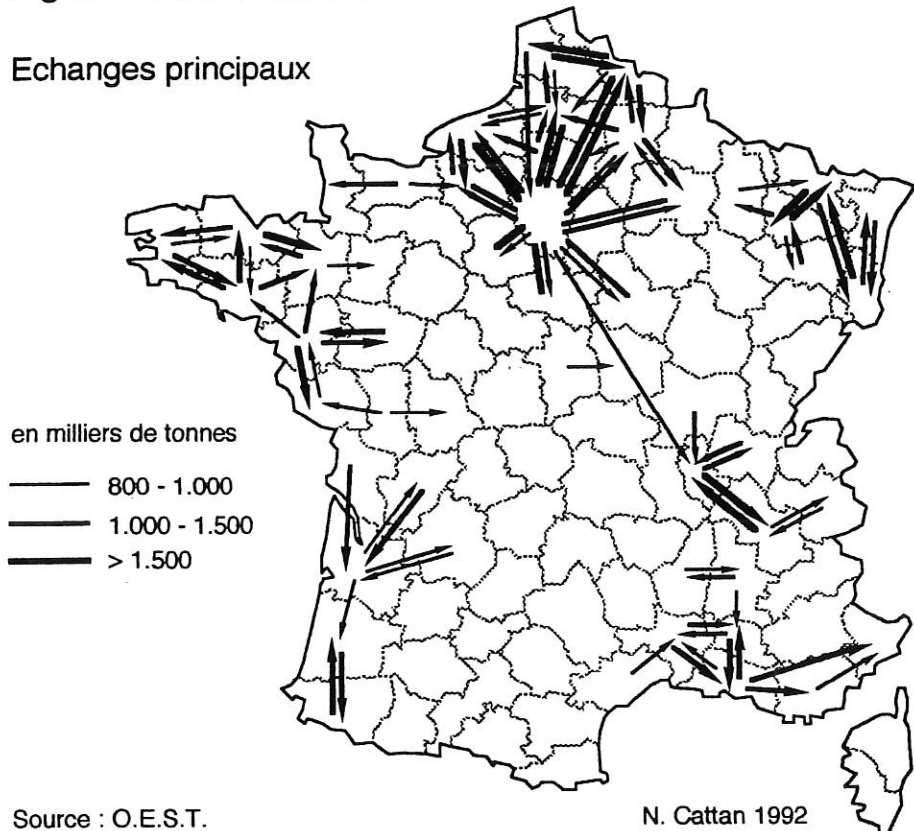 Echanges principaux
en milliers de tonnes
800 - 1.000
1.000 - 1.500
> 1.500
Source : O.E.S.T.
N. Cattan 1992